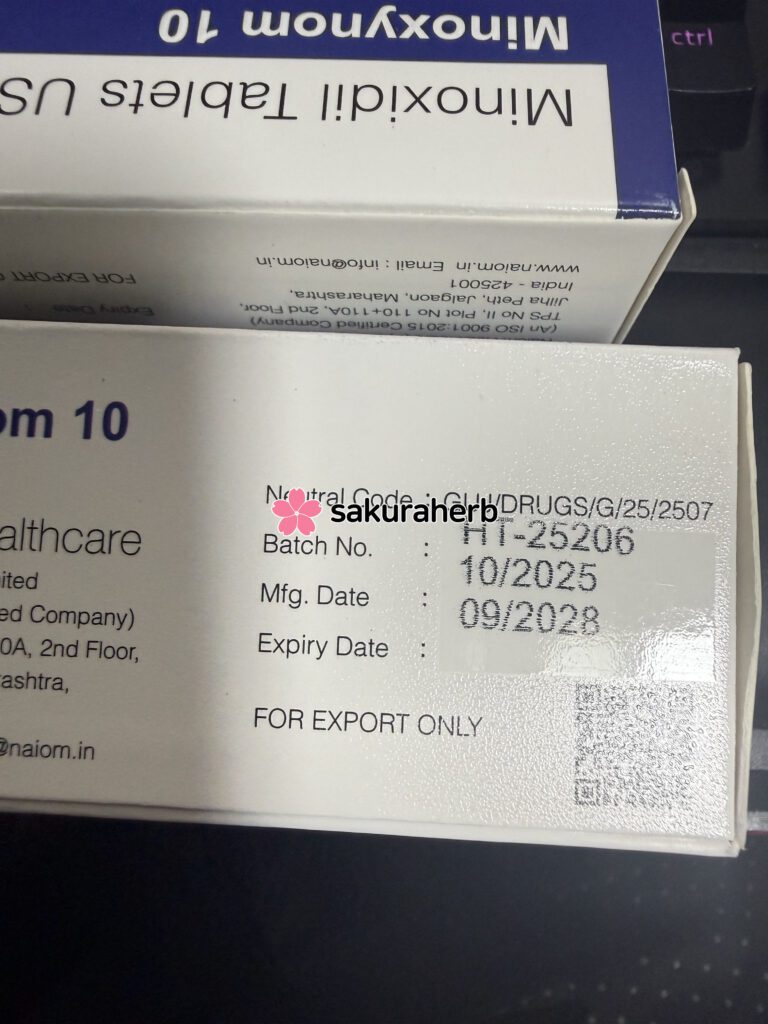 ctrl
Minoxynom 10
Minoxidil Tablets US
(An ISO 9001:2015 Certified Company)
TPS No II, Plot No 110+110A, 2nd Floor,
Jilha Peth, Jalgaon, Maharashtra,
India - 425001
www.naiom.in Email : info@naiom.in
Expiry Date :
FOR EXPORT
om 10
althcare
ited
ed Company)
0A, 2nd Floor,
ashtra,
@naiom.in
Neutral Code : GUJ/DRUGS/G/25/2507
sakuraherb
Batch No. : HT-25206
Mfg. Date : 10/2025
Expiry Date : 09/2028
FOR EXPORT ONLY